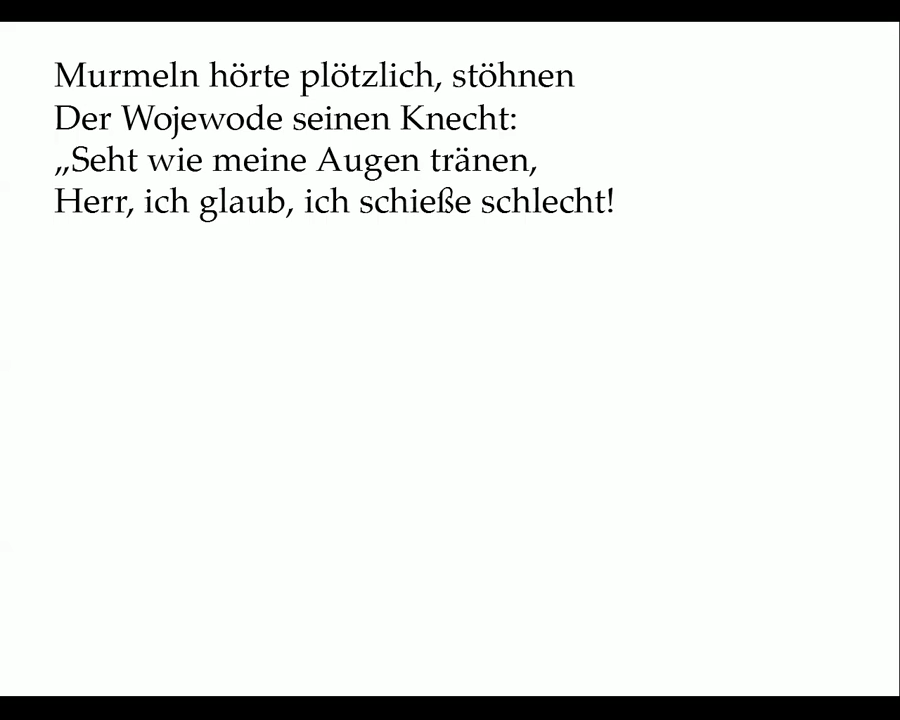 Murmeln hörte plötzlich, stöhnen
Der Wojewode seinen Knecht:
„Seht wie meine Augen tränen,
Herr, ich glaub, ich schieße schlecht!